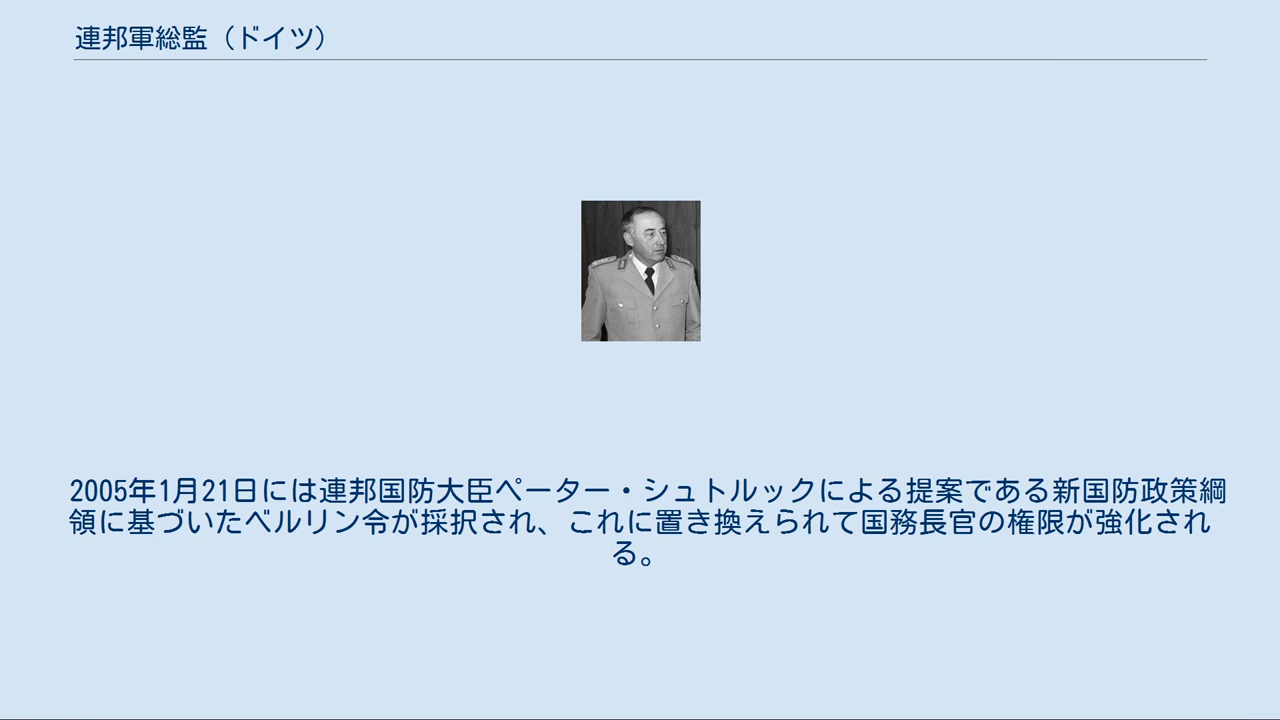 連邦軍総監（ドイツ）
2005年1月21日には連邦国防大臣ペーター・シュトルックによる提案である新国防政策綱
領に基づいたベルリン令が採択され、これに置き換えられて国務長官の権限が強化され
る。